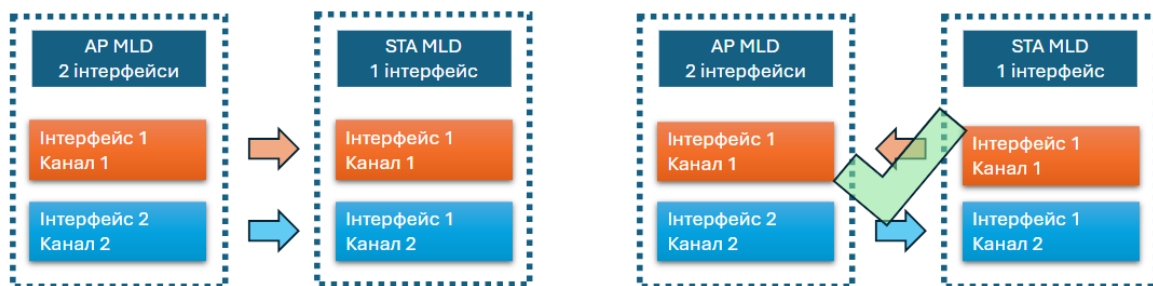 AP MLD
2 інтерфейси
Інтерфейс 1
Канал 1
Інтерфейс 2
Канал 2
STA MLD
1 інтерфейс
Інтерфейс 1
Канал 1
Інтерфейс 1
Канал 2
AP MLD
2 інтерфейси
Інтерфейс 1
Канал 1
Інтерфейс 2
Канал 2
STA MLD
1 інтерфейс
Інтерфейс 1
Канал 1
Інтерфейс 1
Канал 2